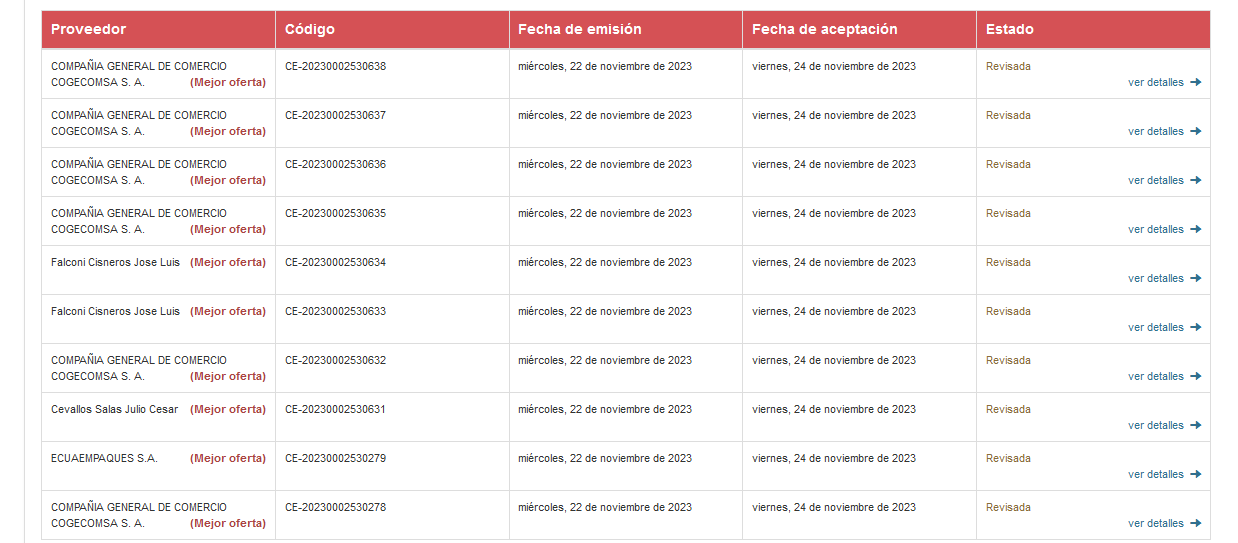 Proveedor Código Fecha de emisión Fecha de aceptación Estado
COMPAÑIA GENERAL DE COMERCIO CE-20230002530638 miércoles, 22 de noviembre de 2023 viernes, 24 de noviembre de 2023 Revisada
COGECOMSA S. A. (Mejor oferta) ver detalles
COMPAÑIA GENERAL DE COMERCIO CE-20230002530637 miércoles, 22 de noviembre de 2023 viernes, 24 de noviembre de 2023 Revisada
COGECOMSA S. A. (Mejor oferta) ver detalles
COMPAÑIA GENERAL DE COMERCIO CE-20230002530636 miércoles, 22 de noviembre de 2023 viernes, 24 de noviembre de 2023 Revisada
COGECOMSA S. A. (Mejor oferta) ver detalles
COMPAÑIA GENERAL DE COMERCIO CE-20230002530635 miércoles, 22 de noviembre de 2023 viernes, 24 de noviembre de 2023 Revisada
COGECOMSA S. A. (Mejor oferta) ver detalles
Falconi Cisneros Jose Luis (Mejor oferta) CE-20230002530634 miércoles, 22 de noviembre de 2023 viernes, 24 de noviembre de 2023 Revisada
ver detalles
Falconi Cisneros Jose Luis (Mejor oferta) CE-20230002530633 miércoles, 22 de noviembre de 2023 viernes, 24 de noviembre de 2023 Revisada
ver detalles
COMPAÑIA GENERAL DE COMERCIO CE-20230002530632 miércoles, 22 de noviembre de 2023 viernes, 24 de noviembre de 2023 Revisada
COGECOMSA S. A. (Mejor oferta) ver detalles
Cevallos Salas Julio Cesar (Mejor oferta) CE-20230002530631 miércoles, 22 de noviembre de 2023 viernes, 24 de noviembre de 2023 Revisada
ver detalles
ECUAEMPAQUES S.A. (Mejor oferta) CE-20230002530279 miércoles, 22 de noviembre de 2023 viernes, 24 de noviembre de 2023 Revisada
ver detalles
COMPAÑIA GENERAL DE COMERCIO CE-20230002530278 miércoles, 22 de noviembre de 2023 viernes, 24 de noviembre de 2023 Revisada
COGECOMSA S. A. (Mejor oferta) ver detalles